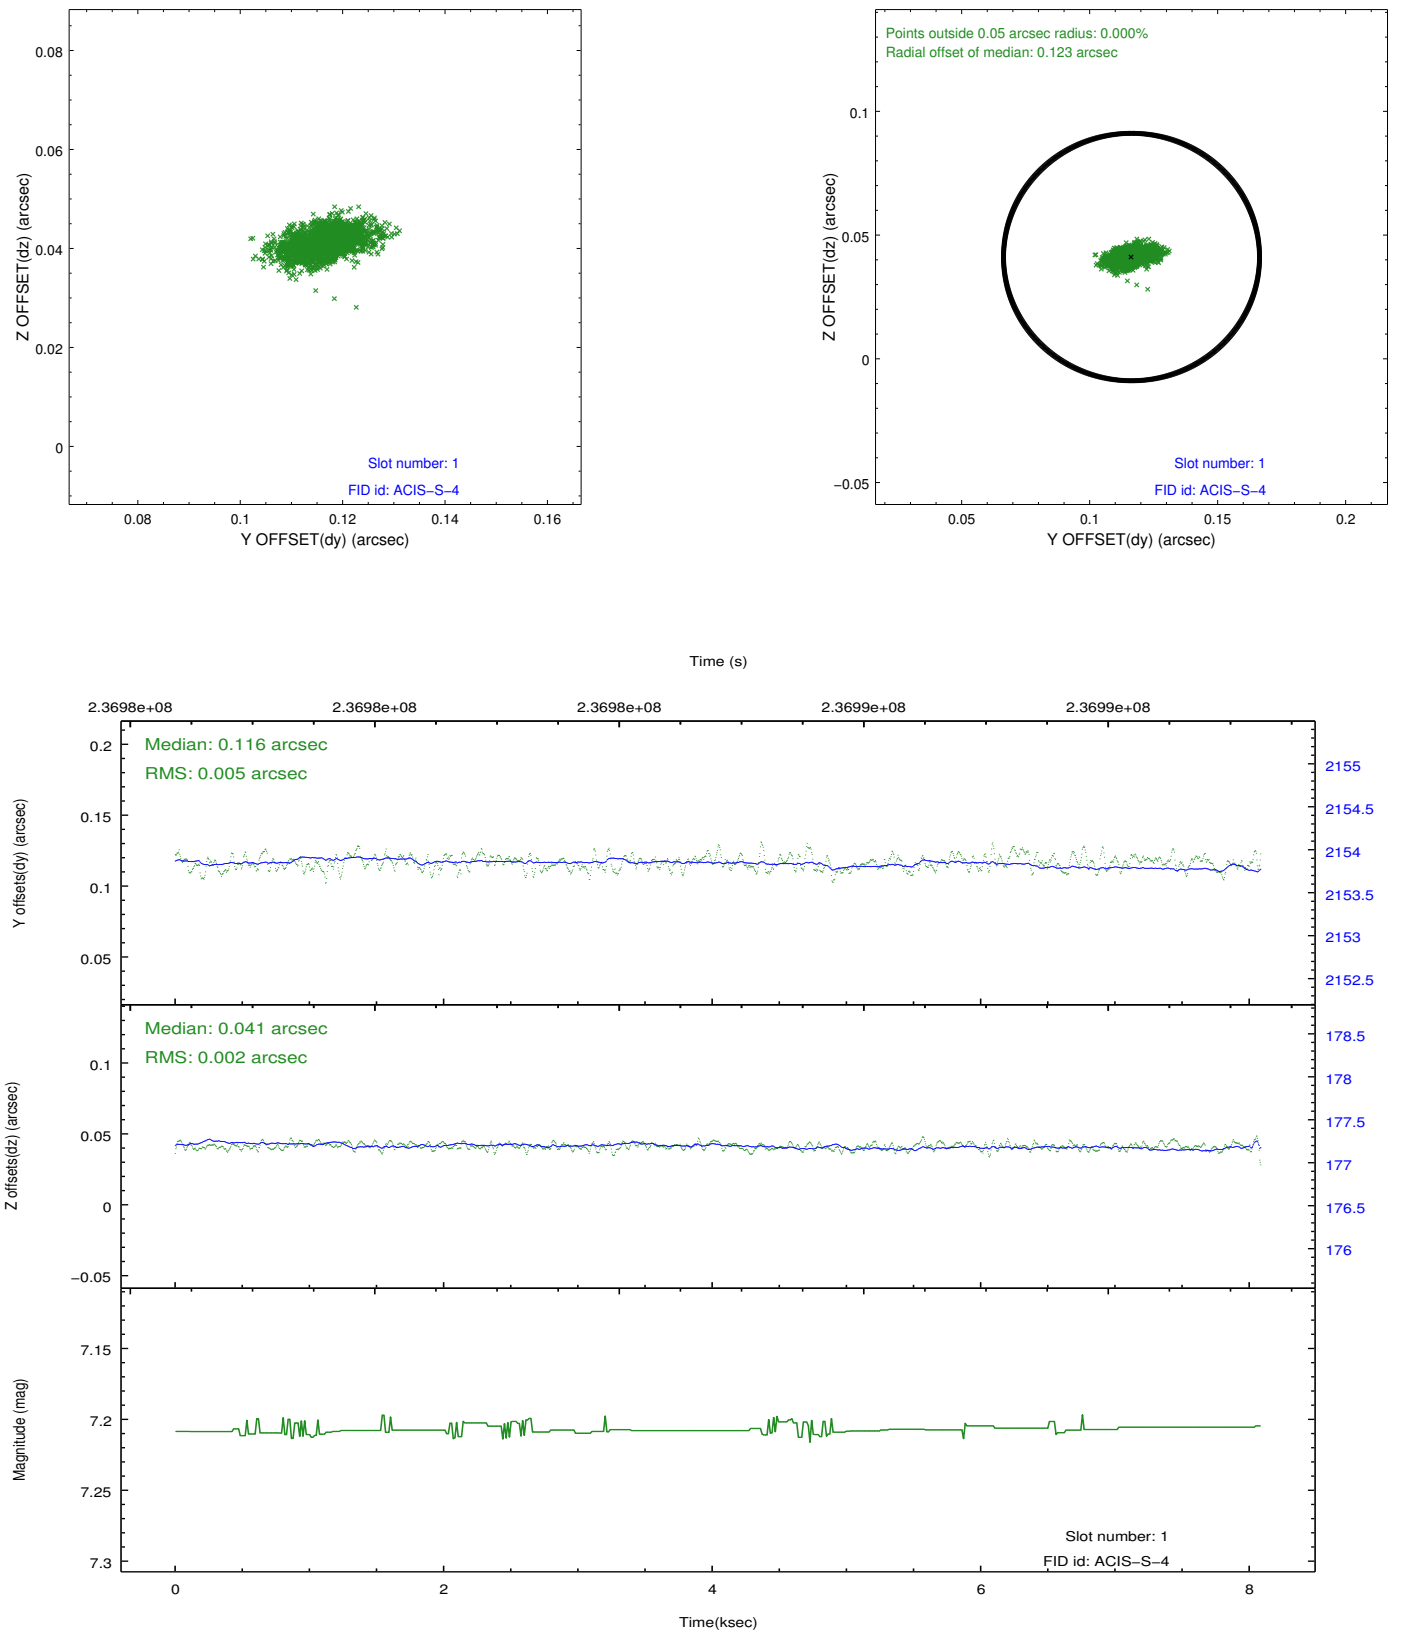 0.08
0.06
0.04
0.02
0
Z OFFSET(dz) (arcsec)
Slot number: 1
FID id: ACIS−S−4
0.08 0.1 0.12 0.14 0.16
Y OFFSET(dy) (arcsec)
Points outside 0.05 arcsec radius: 0.000%
Radial offset of median: 0.123 arcsec
0.1
0.05
0
−0.05
Z OFFSET(dz) (arcsec)
Slot number: 1
FID id: ACIS−S−4
0.05 0.1 0.15 0.2
Y OFFSET(dy) (arcsec)
Time (s)
2.3698e+08 2.3698e+08 2.3698e+08 2.3699e+08 2.3699e+08
Median: 0.116 arcsec
RMS: 0.005 arcsec
0.2
0.15
0.1
0.05
Y offsets(dy) (arcsec)
2155
2154.5
2154
2153.5
2153
2152.5
Median: 0.041 arcsec
RMS: 0.002 arcsec
0.1
0.05
0
−0.05
Z offsets(dz) (arcsec)
178.5
178
177.5
177
176.5
176
7.15
7.2
7.25
7.3
Magnitude (mag)
Slot number: 1
FID id: ACIS−S−4
0 2 4 6 8
Time(ksec)